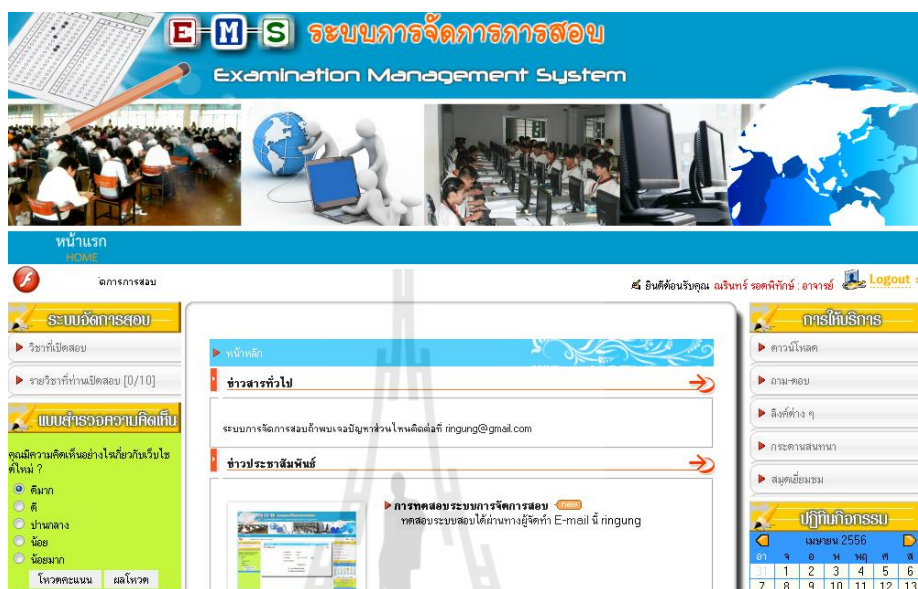 E-M-S ระบบการจัดการการสอบ
Examination Management System
หน้าแรก
HOME
ดการการสอบ
ยินดีต้อนรับคุณ ณรินทร์ รอดพิทักษ์ : อาจารย์ Logout
ระบบจัดการสอบ
วิชาที่เปิดสอบ
รายวิชาที่ท่านเปิดสอบ [0/10]
แบบสำรวจความคิดเห็น
คุณมีความคิดเห็นอย่างไรเกี่ยวกับเว็บไซ
ต์ใหม่ ?
ดีมาก
ดี
ปานกลาง
น้อย
น้อยมาก
โหวตคะแนน ผลโหวต
หน้าหลัก
ข่าวสารทั่วไป
ระบบการจัดการสอบถ้าพบเจอปัญหาส่วนไหนติดต่อที่ ringung@gmail.com
ข่าวประชาสัมพันธ์
การทดสอบระบบการจัดการสอบ new
ทดสอบระบบสอบได้ผ่านทางผู้จัดทำ E-mail นี้ ringung
การให้บริการ
ดาวน์โหลด
ถาม-ตอบ
ลิงค์ต่าง ๆ
กระดานสนทนา
สมุดเยี่ยมชม
ปฏิทินกิจกรรม
เมษายน 2556
อา จ อ พ พฤ ศ ส
31 1 2 3 4 5 6
7 8 9 10 11 12 13